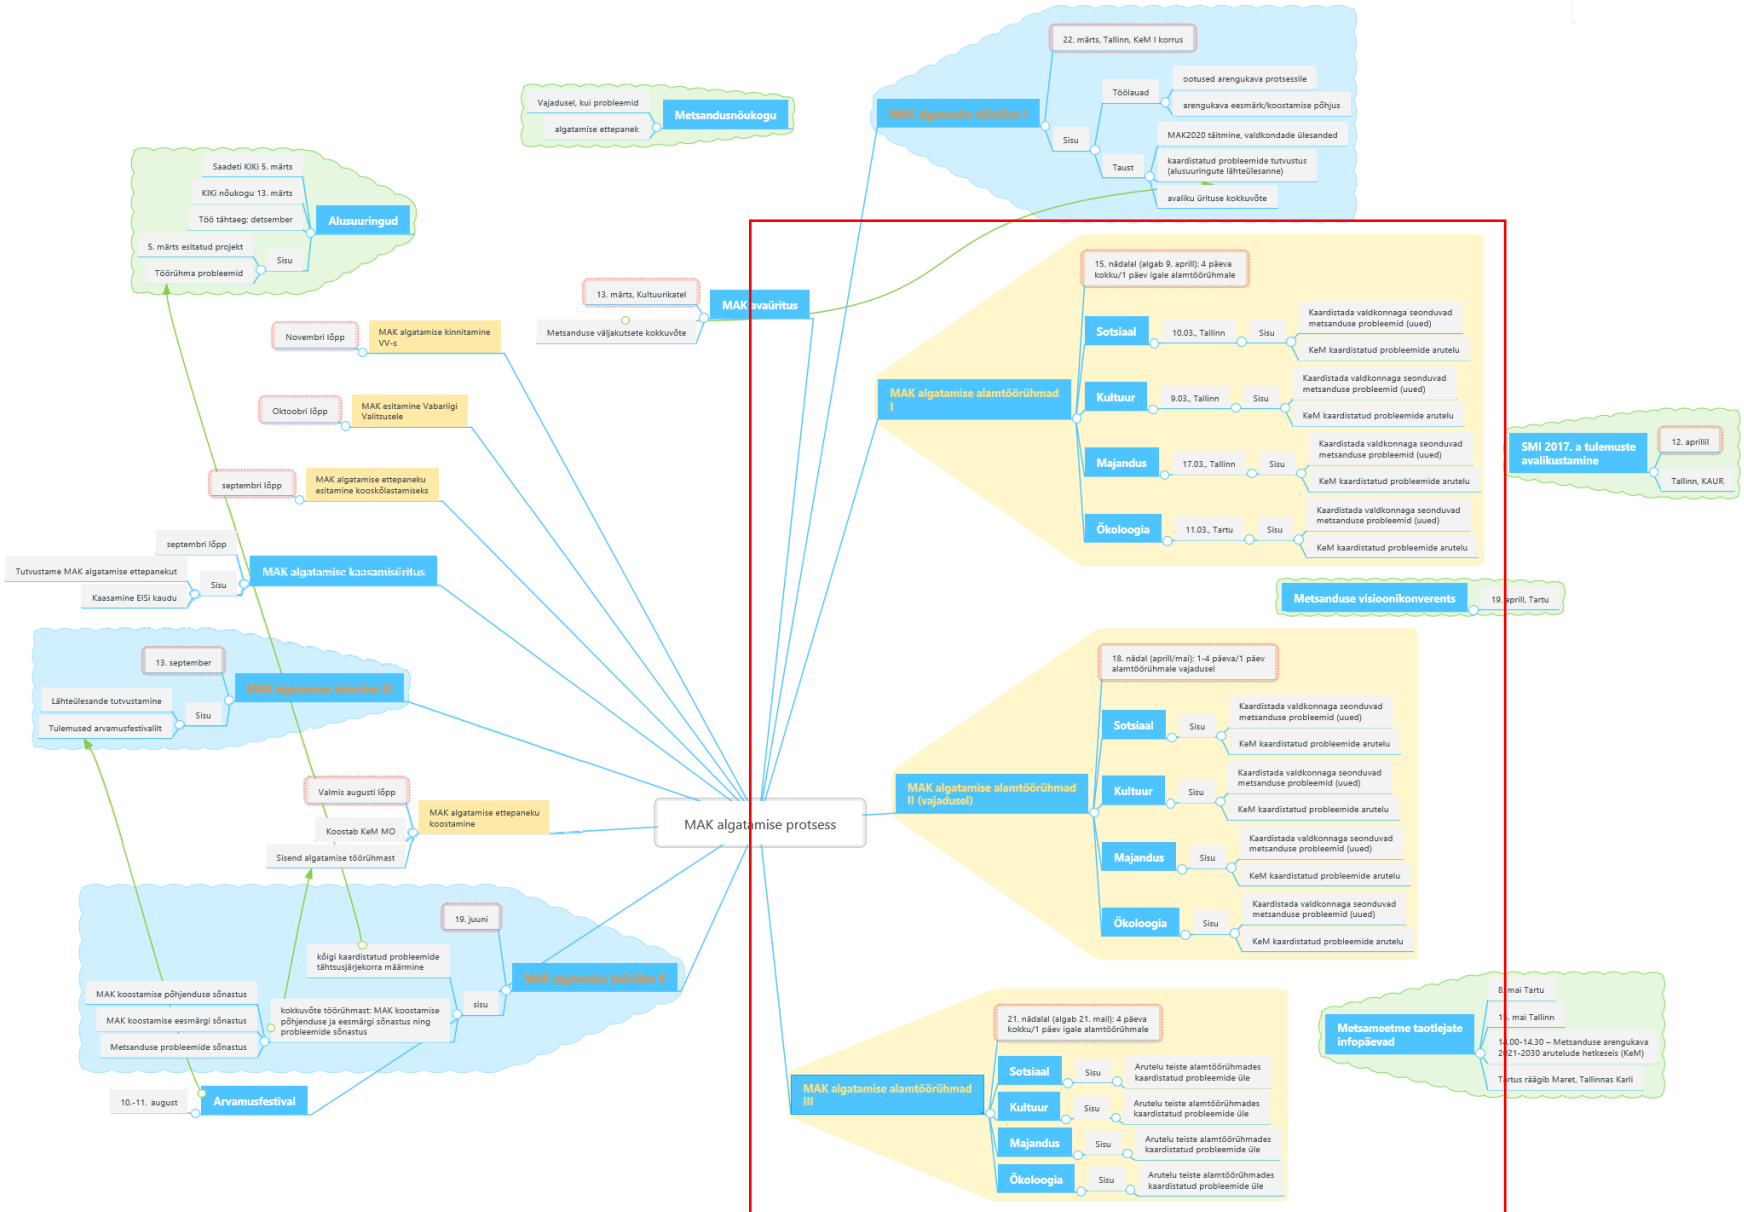 22. märts, Tallinn, KeM I korrus
MAK algatamise töörühm I
Sisu
Töölauad
ootused arengukava protsessile
arengukava eesmärk/koostamise põhjus
Taust
MAK2020 täitmine, valdkondade ülesanded
kaardistatud probleemide tutvustus
(alusuuringute lähteülesanne)
avaliku ürituse kokkuvõte
Vajadusel, kui probleemid
algatamise ettepanek
Metsandusnõukogu
Saadeti KIKi 5. märts
KIKi nõukogu 13. märts
Töö tähtaeg: detsember
5. märts esitatud projekt
Töörühma probleemid
Sisu
Alusuuringud
13. märts, Kultuurikatel
Metsanduse väljakutsete kokkuvõte
MAK avaüritus
Novembri lõpp
MAK algatamise kinnitamine
VV-s
Oktoobri lõpp
MAK esitamine Vabariigi
Valitsusele
septembri lõpp
MAK algatamise ettepaneku
esitamine kooskõlastamiseks
septembri lõpp
Tutvustame MAK algatamise ettepanekut
Kaasamine EISi kaudu
Sisu
MAK algatamise kaasamisüritus
13. september
Lähteülesande tutvustamine
Tulemused arvamusfestivalilt
Sisu
MAK algatamise töörühm III
Valmis augusti lõpp
Koostab KeM MO
Sisend algatamise töörühmast
MAK algatamise ettepaneku
koostamine
MAK algatamise protsess
19. juuni
kõigi kaardistatud probleemide
tähtsusjärjekorra määrmine
MAK koostamise põhjenduse sõnastus
MAK koostamise eesmärgi sõnastus
Metsanduse probleemide sõnastus
kokkuvõte töörühmast: MAK koostamise
põhjenduse ja eesmärgi sõnastus ning
probleemide sõnastus
sisu
MAK algatamise töörühm II
10.-11. august
Arvamusfestival
15. nädalal (algab 9. aprill): 4 päeva
kokku/1 päev igale alamtöörühmale
MAK algatamise alamtöörühmad
I
Sotsiaal
10.03., Tallinn
Sisu
Kaardistada valdkonnaga seonduvad
metsanduse probleemid (uued)
KeM kaardistatud probleemide arutelu
Kultuur
9.03., Tallinn
Sisu
Kaardistada valdkonnaga seonduvad
metsanduse probleemid (uued)
KeM kaardistatud probleemide arutelu
Majandus
17.03., Tallinn
Sisu
Kaardistada valdkonnaga seonduvad
metsanduse probleemid (uued)
KeM kaardistatud probleemide arutelu
Ökoloogia
11.03., Tartu
Sisu
Kaardistada valdkonnaga seonduvad
metsanduse probleemid (uued)
KeM kaardistatud probleemide arutelu
SMI 2017. a tulemuste
avalikustamine
12. aprillil
Tallinn, KAUR
Metsanduse visioonikonverents
19. aprill, Tartu
18. nädal (aprill/mai): 1-4 päeva/1 päev
alamtöörühmale vajadusel
MAK algatamise alamtöörühmad
II (vajadusel)
Sotsiaal
Sisu
Kaardistada valdkonnaga seonduvad
metsanduse probleemid (uued)
KeM kaardistatud probleemide arutelu
Kultuur
Sisu
Kaardistada valdkonnaga seonduvad
metsanduse probleemid (uued)
KeM kaardistatud probleemide arutelu
Majandus
Sisu
Kaardistada valdkonnaga seonduvad
metsanduse probleemid (uued)
KeM kaardistatud probleemide arutelu
Ökoloogia
Sisu
Kaardistada valdkonnaga seonduvad
metsanduse probleemid (uued)
KeM kaardistatud probleemide arutelu
21. nädalal (algab 21. mail): 4 päeva
kokku/1 päev igale alamtöörühmale
MAK algatamise alamtöörühmad
III
Sotsiaal
Sisu
Arutelu teiste alamtöörühmades
kaardistatud probleemide üle
Kultuur
Sisu
Arutelu teiste alamtöörühmades
kaardistatud probleemide üle
Majandus
Sisu
Arutelu teiste alamtöörühmades
kaardistatud probleemide üle
Ökoloogia
Sisu
Arutelu teiste alamtöörühmades
kaardistatud probleemide üle
Metsameetme taotlejate
infopäevad
8. mai Tartu
15. mai Tallinn
14.00-14.30 – Metsanduse arengukava
2021-2030 arutelude hetkeseis (KeM)
Tartus räägib Maret, Tallinnas Karli